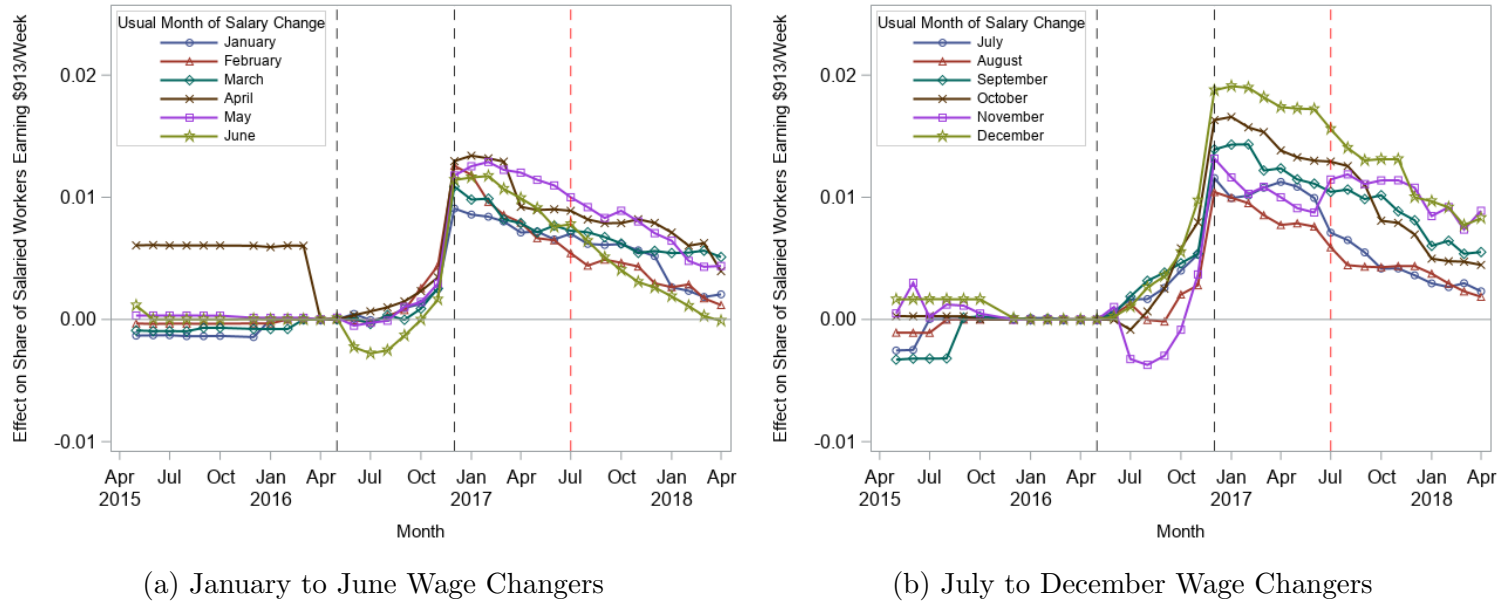 Effect on Share of Salaried Workers Earning $913/Week
Usual Month of Salary Change
January
February
March
April
May
June
0.02
0.01
0.00
-0.01
Apr Jul Oct Jan Apr Jul Oct Jan Apr Jul Oct Jan Apr
2015 2016 2017 2018
Month
(a) January to June Wage Changers
Effect on Share of Salaried Workers Earning $913/Week
Usual Month of Salary Change
July
August
September
October
November
December
0.02
0.01
0.00
-0.01
Apr Jul Oct Jan Apr Jul Oct Jan Apr Jul Oct Jan Apr
2015 2016 2017 2018
Month
(b) July to December Wage Changers